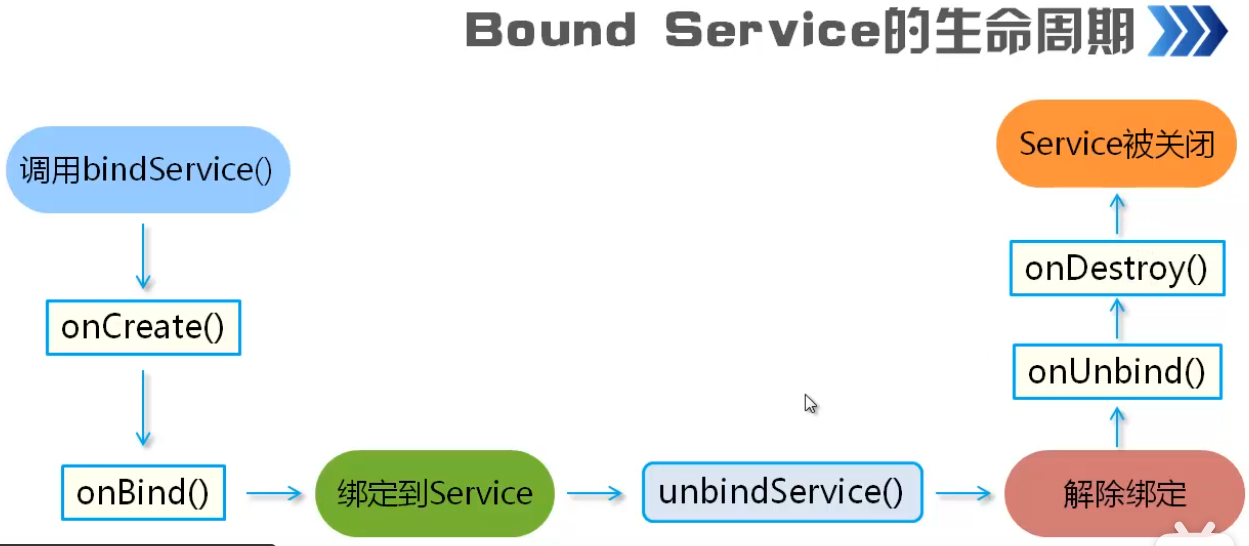 Bound Service的生命周期
调用bindService()
onCreate()
onBind()
绑定到Service
unbindService()
解除绑定
onUnbind()
onDestroy()
Service被关闭